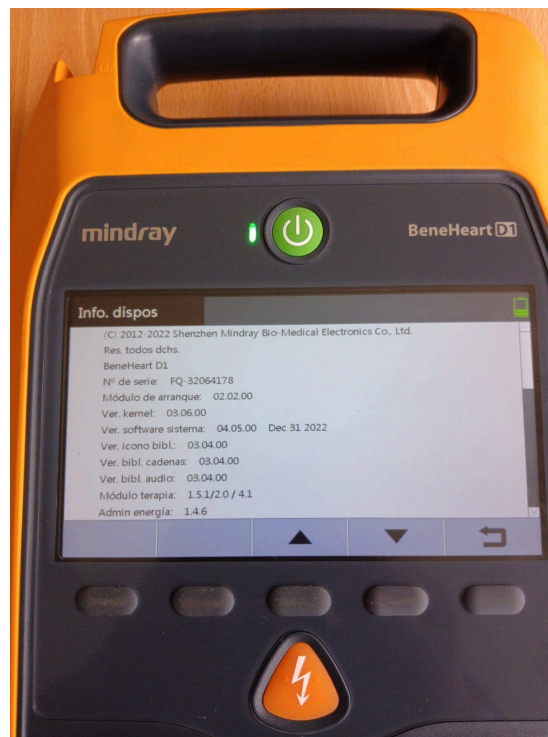 mindray
BeneHeart D1
Info. dispos
(C) 2012-2022 Shenzhen Mindray Bio-Medical Electronics Co., Ltd.
Res. todos dchs.
BeneHeart D1
Nº de serie: FQ-32064178
Módulo de arranque: 02.02.00
Ver. kernel: 03.06.00
Ver. software sistema: 04.05.00 Dec 31 2022
Ver. icono bibl.: 03.04.00
Ver. bibl. cadenas: 03.04.00
Ver. bibl. audio: 03.04.00
Módulo terapia: 1.5.1/2.0 / 4.1
Admin energía: 1.4.6